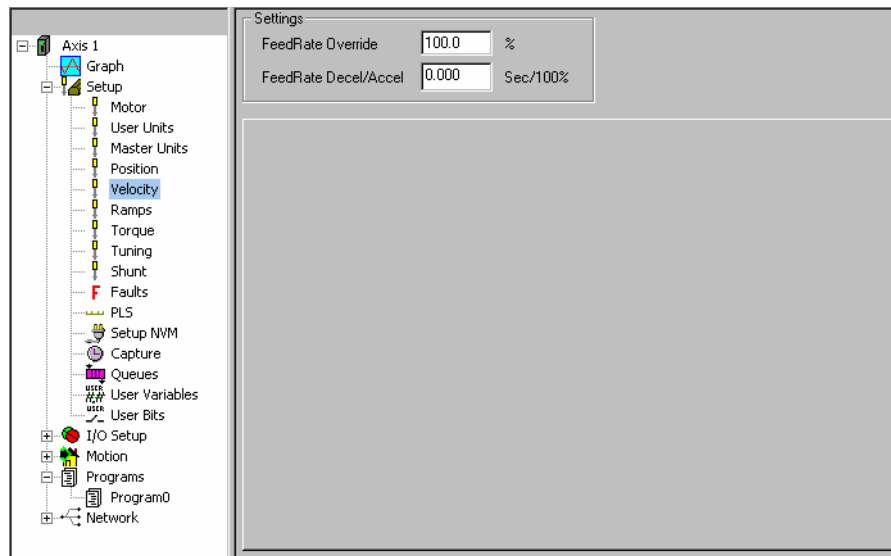 Axis 1
Graph
Setup
Motor
User Units
Master Units
Position
Velocity
Ramps
Torque
Tuning
Shunt
F Faults
PLS
Setup NVM
Capture
Queues
USER #,# User Variables
USER User Bits
I/O Setup
Motion
Programs
Program0
Network
Settings
FeedRate Override 100.0 %
FeedRate Decel/Accel 0.000 Sec/100%